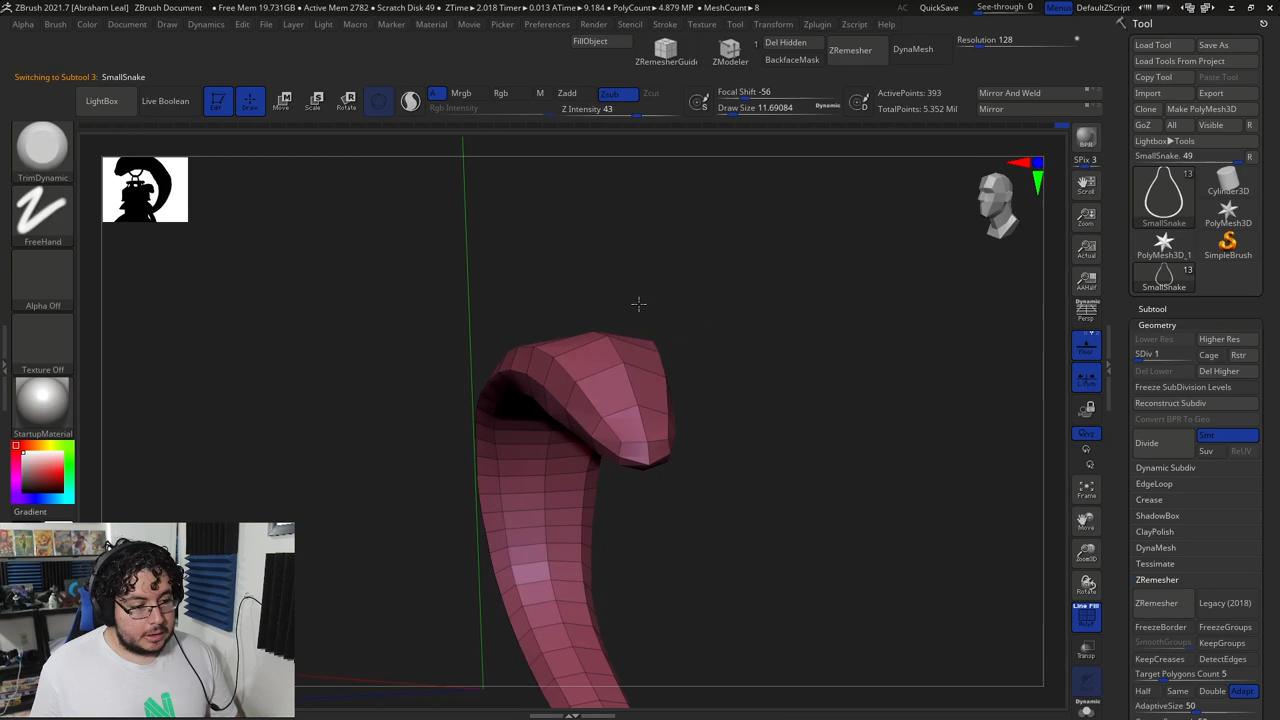 ZBrush 2021.7 [Abraham Leal] ZBrush Document • Free Mem 19.731GB • Active Mem 2782 • Scratch Disk 49 • ZTime▸2.018 Timer▸0.013 ATime▸9.184 • PolyCount▸4.879 MP • MeshCount▸8 AC QuickSave See-through 0 Menus DefaultZScript
Alpha Brush Color Document Draw Dynamics Edit File Layer Light Macro Marker Material Movie Picker Preferences Render Stencil Stroke Texture Tool Transform Zplugin Zscript Help
Switching to Subtool 3: SmallSnake
FillObject
ZRemesherGuide
1
ZModeler
Del Hidden
BackfaceMask
ZRemesher
DynaMesh
Resolution 128
LightBox
Live Boolean
Edit
Draw
Move
Scale
Rotate
A
Mrgb
Rgb
M
Zadd
Zsub
Zcut
Rgb Intensity
Z Intensity 43
S
Focal Shift -56
Draw Size 11.69084
Dynamic
D
ActivePoints: 393
TotalPoints: 5.352 Mil
Mirror And Weld
Mirror
TrimDynamic
FreeHand
Alpha Off
Texture Off
StartupMaterial
Gradient
BPR
SPix 3
Scroll
Zoom
Actual
AAHalf
Dynamic
Persp
Floor
L.Sym
XYZ
Frame
Move
Zoom3D
Rotate
Line Fill
PolyF
Transp
Dynamic
Tool
Load Tool Save As
Load Tools From Project
Copy Tool Paste Tool
Import Export
Clone Make PolyMesh3D
GoZ All Visible R
Lightbox▸Tools
SmallSnake. 49 R
13
SmallSnake
Cylinder3D
PolyMesh3D
PolyMesh3D_1
SimpleBrush
13
SmallSnake
Subtool
Geometry
Lower Res Higher Res
SDiv 1 Cage Rstr
Del Lower Del Higher
Freeze SubDivision Levels
Reconstruct Subdiv
Convert BPR To Geo
Divide
Smt
Suv ReUV
Dynamic Subdiv
EdgeLoop
Crease
ShadowBox
ClayPolish
DynaMesh
Tessimate
ZRemesher
ZRemesher Legacy (2018)
FreezeBorder FreezeGroups
SmoothGroups KeepGroups
KeepCreases DetectEdges
Target Polygons Count 5
Half Same Double Adapt
AdaptiveSize 50